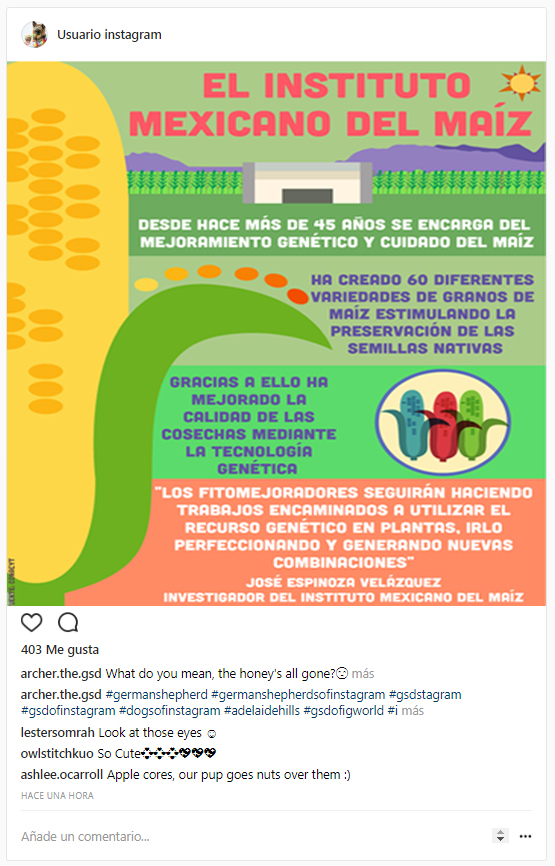 Usuario instagram
EL INSTITUTO
MEXICANO DEL MAÍZ
DESDE HACE MÁS DE 45 AÑOS SE ENCARGA DEL
MEJORAMIENTO GENÉTICO Y CUIDADO DEL MAÍZ
HA CREADO 60 DIFERENTES
VARIEDADES DE GRANOS DE
MAÍZ ESTIMULANDO LA
PRESERVACIÓN DE LAS
SEMILLAS NATIVAS
GRACIAS A ELLO HA
MEJORADO LA
CALIDAD DE LAS
COSECHAS MEDIANTE
LA TECNOLOGÍA
GENÉTICA
"LOS FITOMEJORADORES SEGUIRÁN HACIENDO
TRABAJOS ENCAMINADOS A UTILIZAR EL
RECURSO GENÉTICO EN PLANTAS, IRLO
PERFECCIONANDO Y GENERANDO NUEVAS
COMBINACIONES"
JOSÉ ESPINOZA VELÁZQUEZ
INVESTIGADOR DEL INSTITUTO MEXICANO DEL MAÍZ
403 Me gusta
archer.the.gsd What do you mean, the honey's all gone?😏 más
archer.the.gsd #germanshepherd #germanshepherdsofinstagram #gsdstagram
#gsdofinstagram #dogsofinstagram #adelaidehills #gsdofigworld #i más
lestersomrah Look at those eyes ☺
owlstitchkuo So Cute💞💞💞💖💖💖
ashlee.ocarroll Apple cores, our pup goes nuts over them :)
HACE UNA HORA
Añade un comentario...